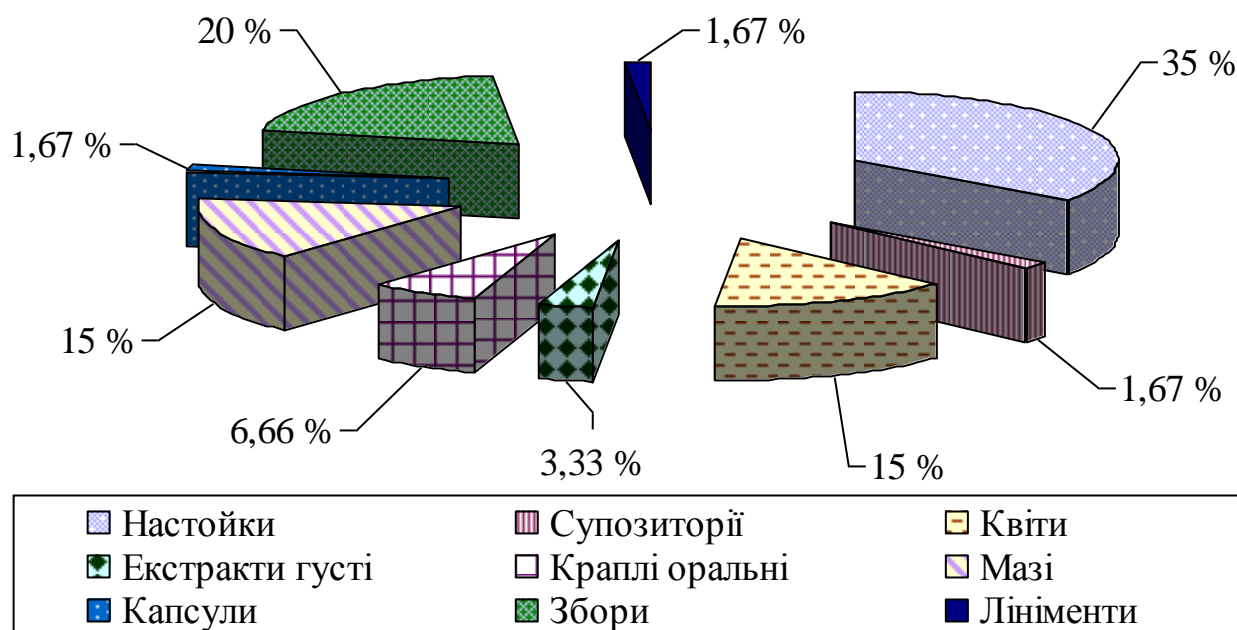 20 %
1,67 %
35 %
1,67 %
15 %
6,66 %
3,33 %
15 %
1,67 %
Настойки
Супозиторії
Квіти
Екстракти густі
Краплі оральні
Мазі
Капсули
Збори
Лініменти